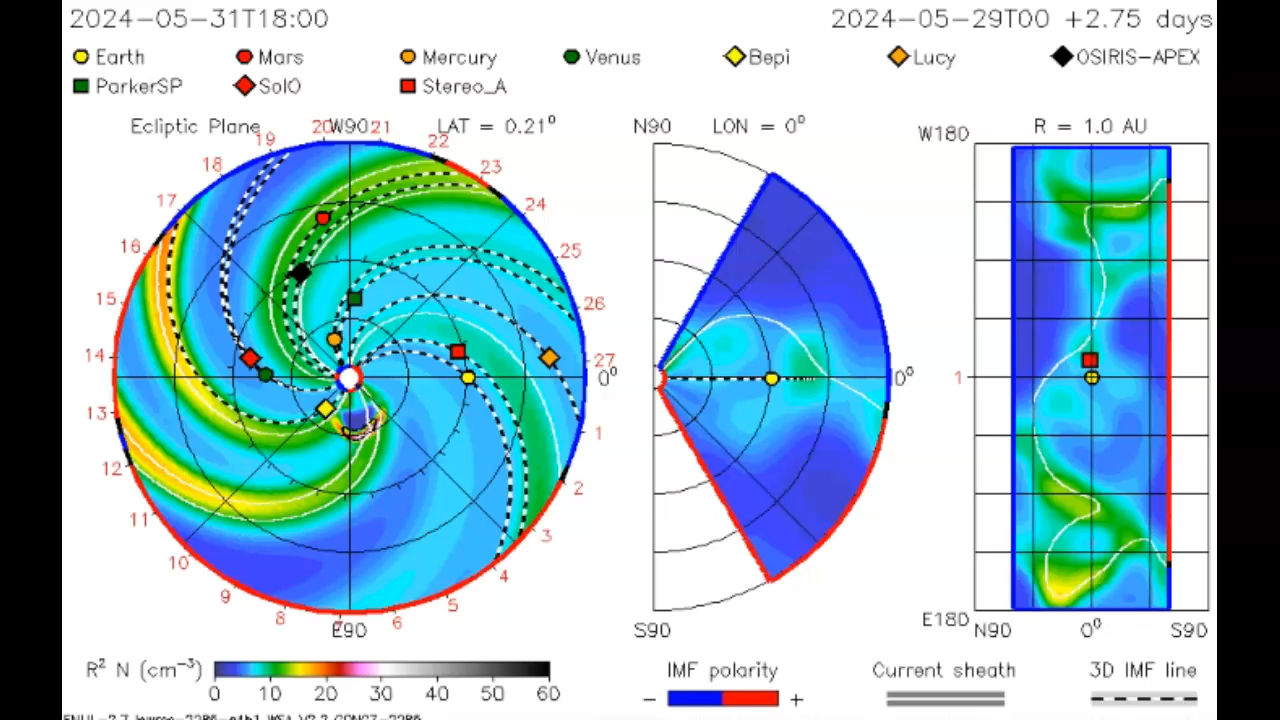 2024-05-31T18:00 2024-05-29T00 +2.75 days
Earth Mars Mercury Venus Bepi Lucy OSIRIS-APEX
ParkerSP SolO Stereo_A
Ecliptic Plane W90 LAT = 0.21° N90 LON = 0° W180 R = 1.0 AU
20 21
19 22
18 23
17 24
16 25
15 26
14 27 0° 0° 1
13 1
12 2
11 3
10 4
9 5
8 7 6
E90 S90 E180 N90 0° S90
R² N (cm⁻³) IMF polarity Current sheath 3D IMF line
0 10 20 30 40 50 60 - +